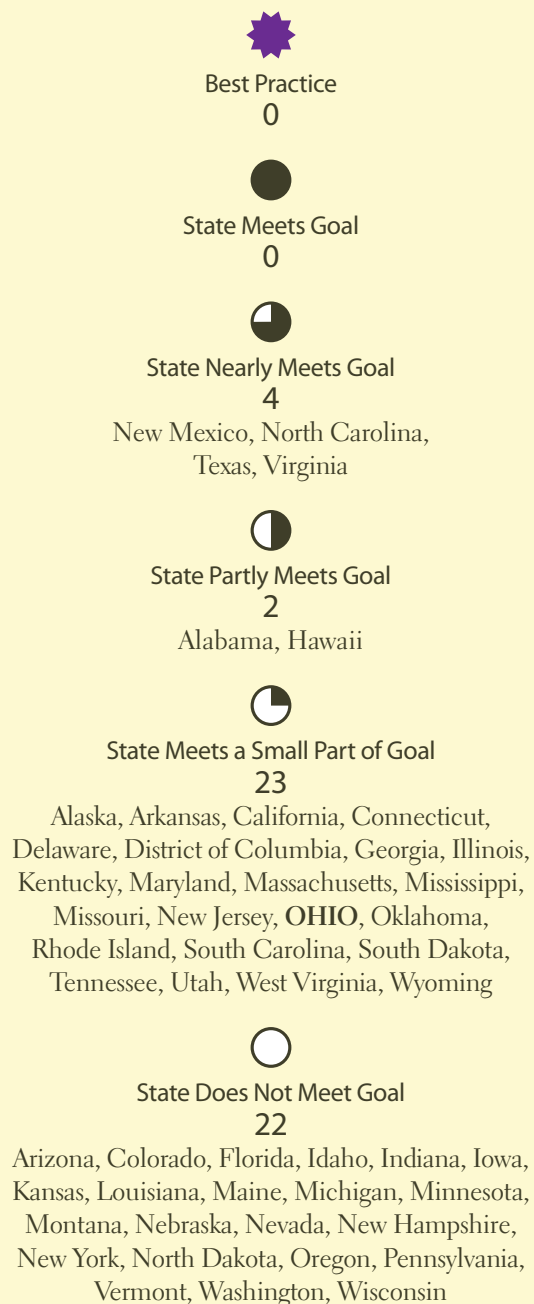 Best Practice
0
State Meets Goal
0
State Nearly Meets Goal
4
New Mexico, North Carolina,
Texas, Virginia
State Partly Meets Goal
2
Alabama, Hawaii
State Meets a Small Part of Goal
23
Alaska, Arkansas, California, Connecticut,
Delaware, District of Columbia, Georgia, Illinois,
Kentucky, Maryland, Massachusetts, Mississippi,
Missouri, New Jersey, OHIO, Oklahoma,
Rhode Island, South Carolina, South Dakota,
Tennessee, Utah, West Virginia, Wyoming
State Does Not Meet Goal
22
Arizona, Colorado, Florida, Idaho, Indiana, Iowa,
Kansas, Louisiana, Maine, Michigan, Minnesota,
Montana, Nebraska, Nevada, New Hampshire,
New York, North Dakota, Oregon, Pennsylvania,
Vermont, Washington, Wisconsin